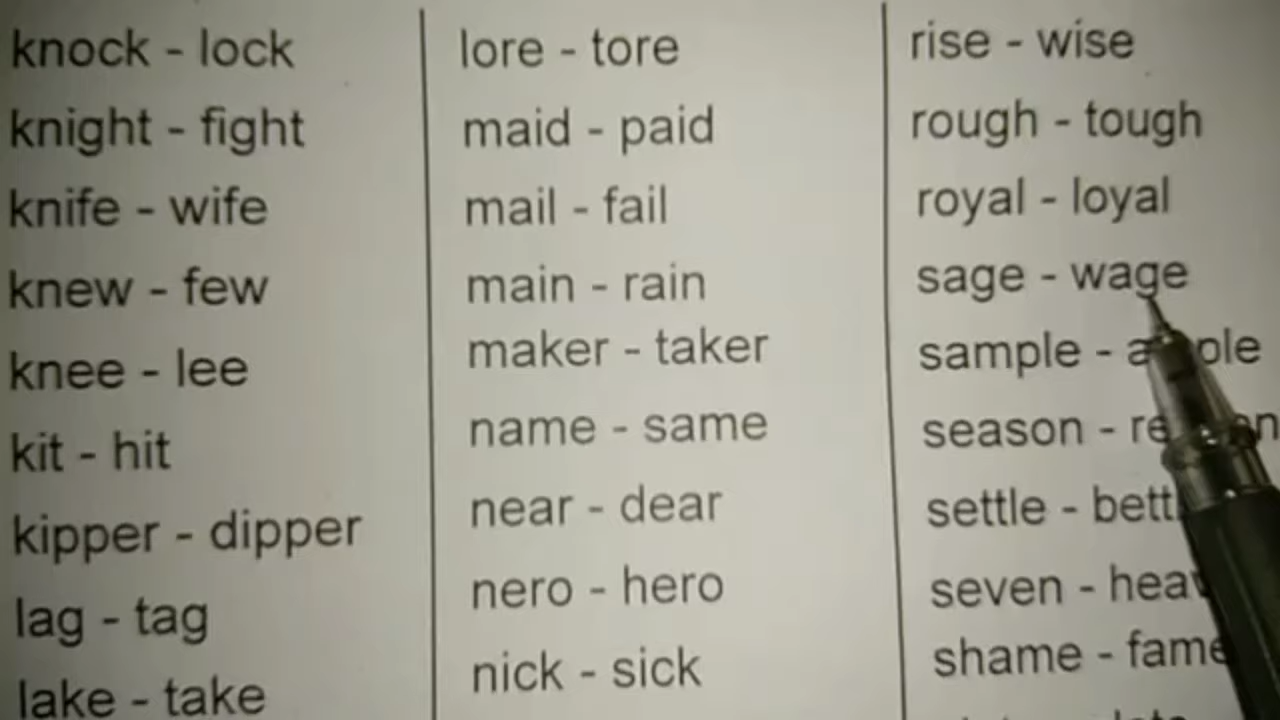 knock - lock
knight - fight
knife - wife
knew - few
knee - lee
kit - hit
kipper - dipper
lag - tag
lake - take
lore - tore
maid - paid
mail - fail
main - rain
maker - taker
name - same
near - dear
nero - hero
nick - sick
rise - wise
rough - tough
royal - loyal
sage - wage
sample -
season -
settle -
seven -
shame - fame